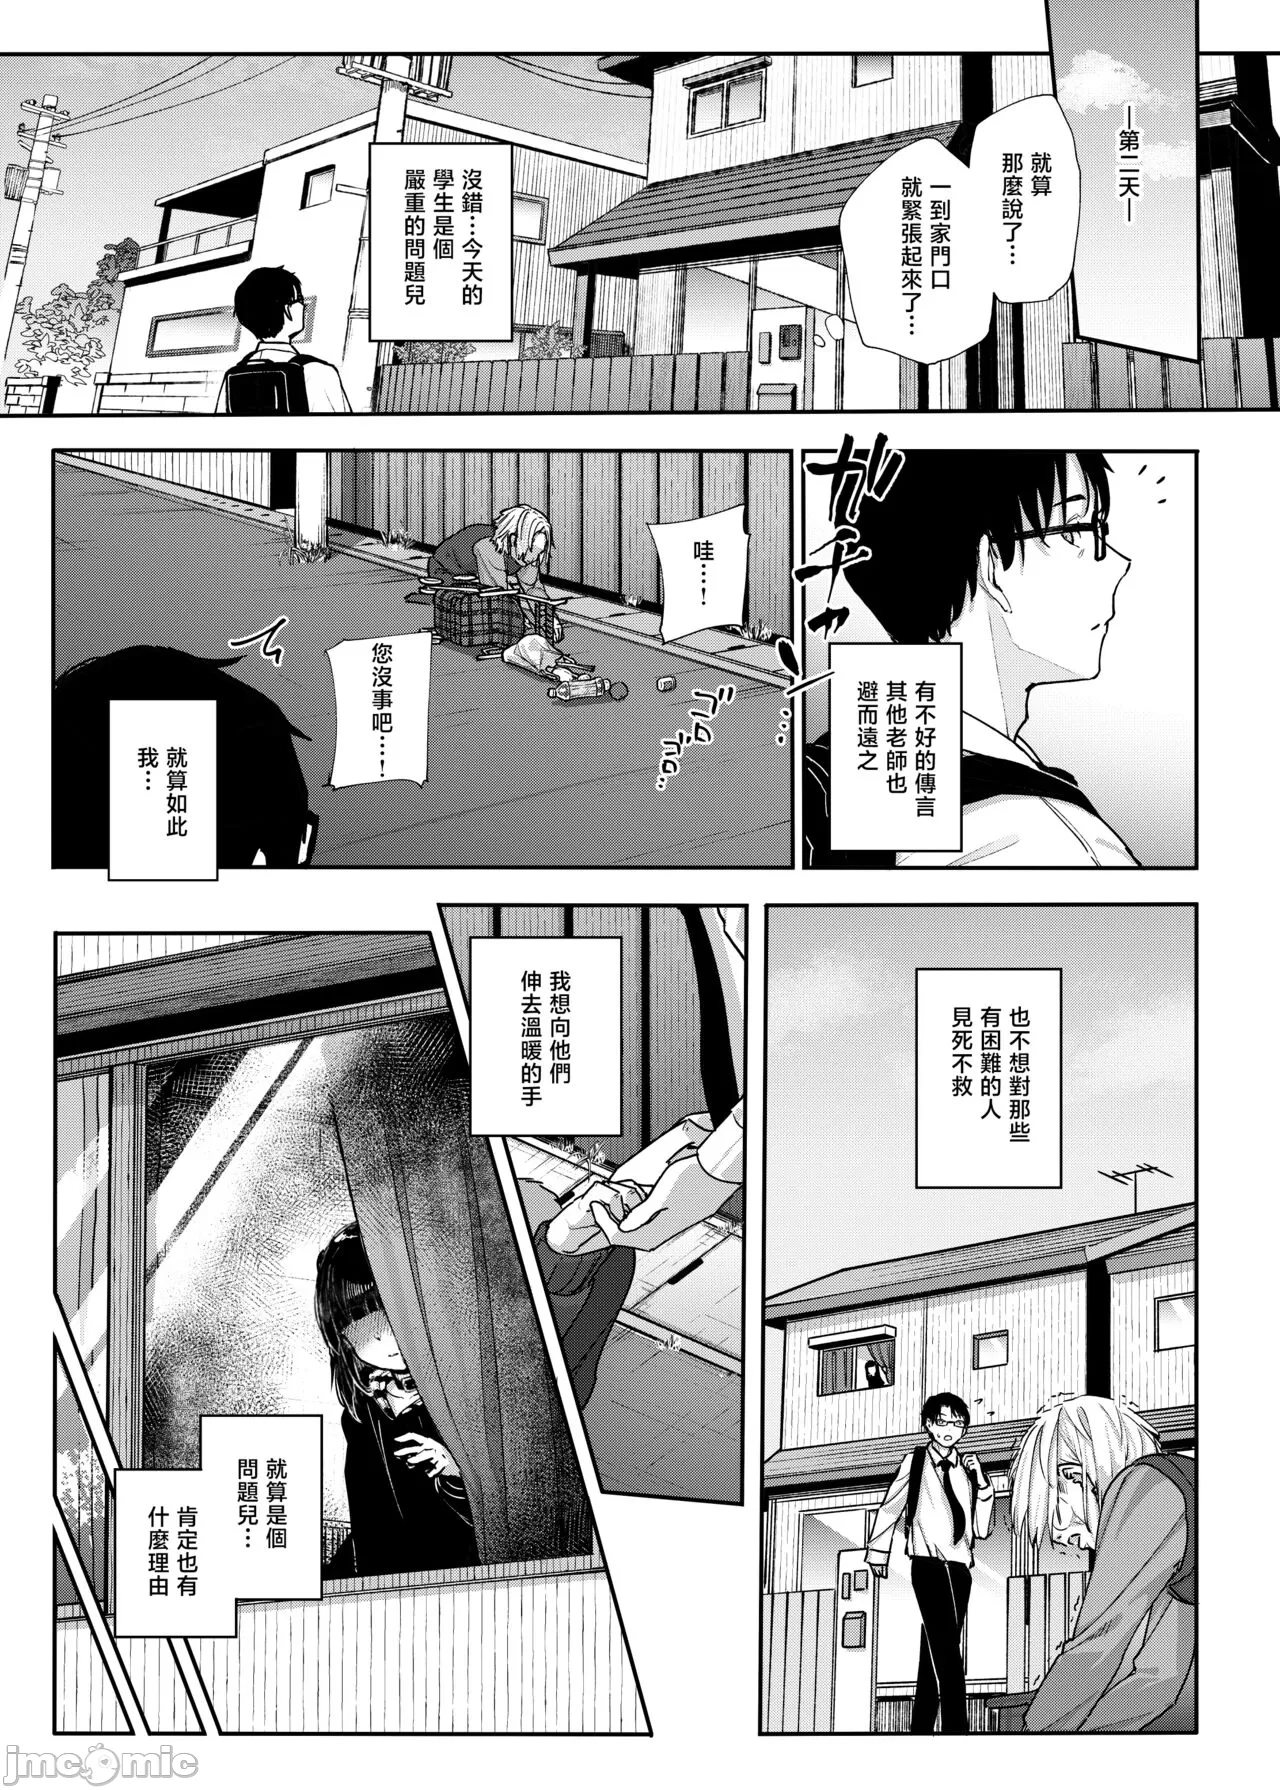 —第二天—
就算
那麼說了…
一到家門口
就緊張起來了…
沒錯…今天的
學生是個
嚴重的問題兒
ガチャ
有不好的傳言
其他老師也
避而遠之
哇…！
您沒事吧…！
就算如此
我…
也不想對那些
有困難的人
見死不救
我想向他們
伸去溫暖的手
就算是個
問題兒…
肯定也有
什麼理由
jmcomic